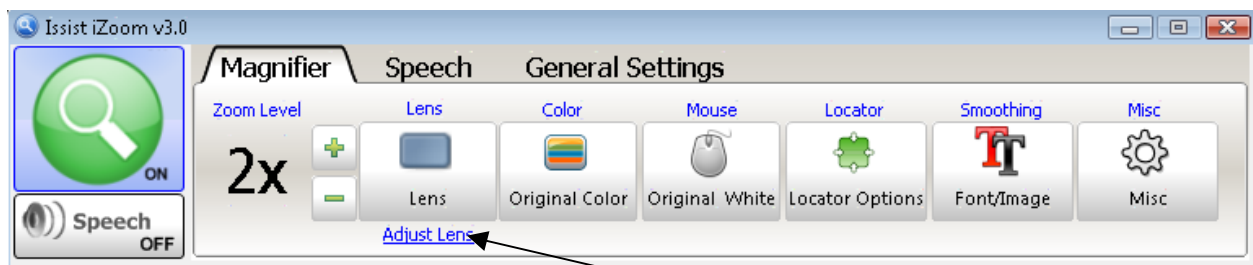 Issist iZoom v3.0
Magnifier Speech General Settings
Zoom Level Lens Color Mouse Locator Smoothing Misc
ON
2x
Lens Original Color Original White Locator Options Font/Image Misc
Speech
OFF
Adjust Lens